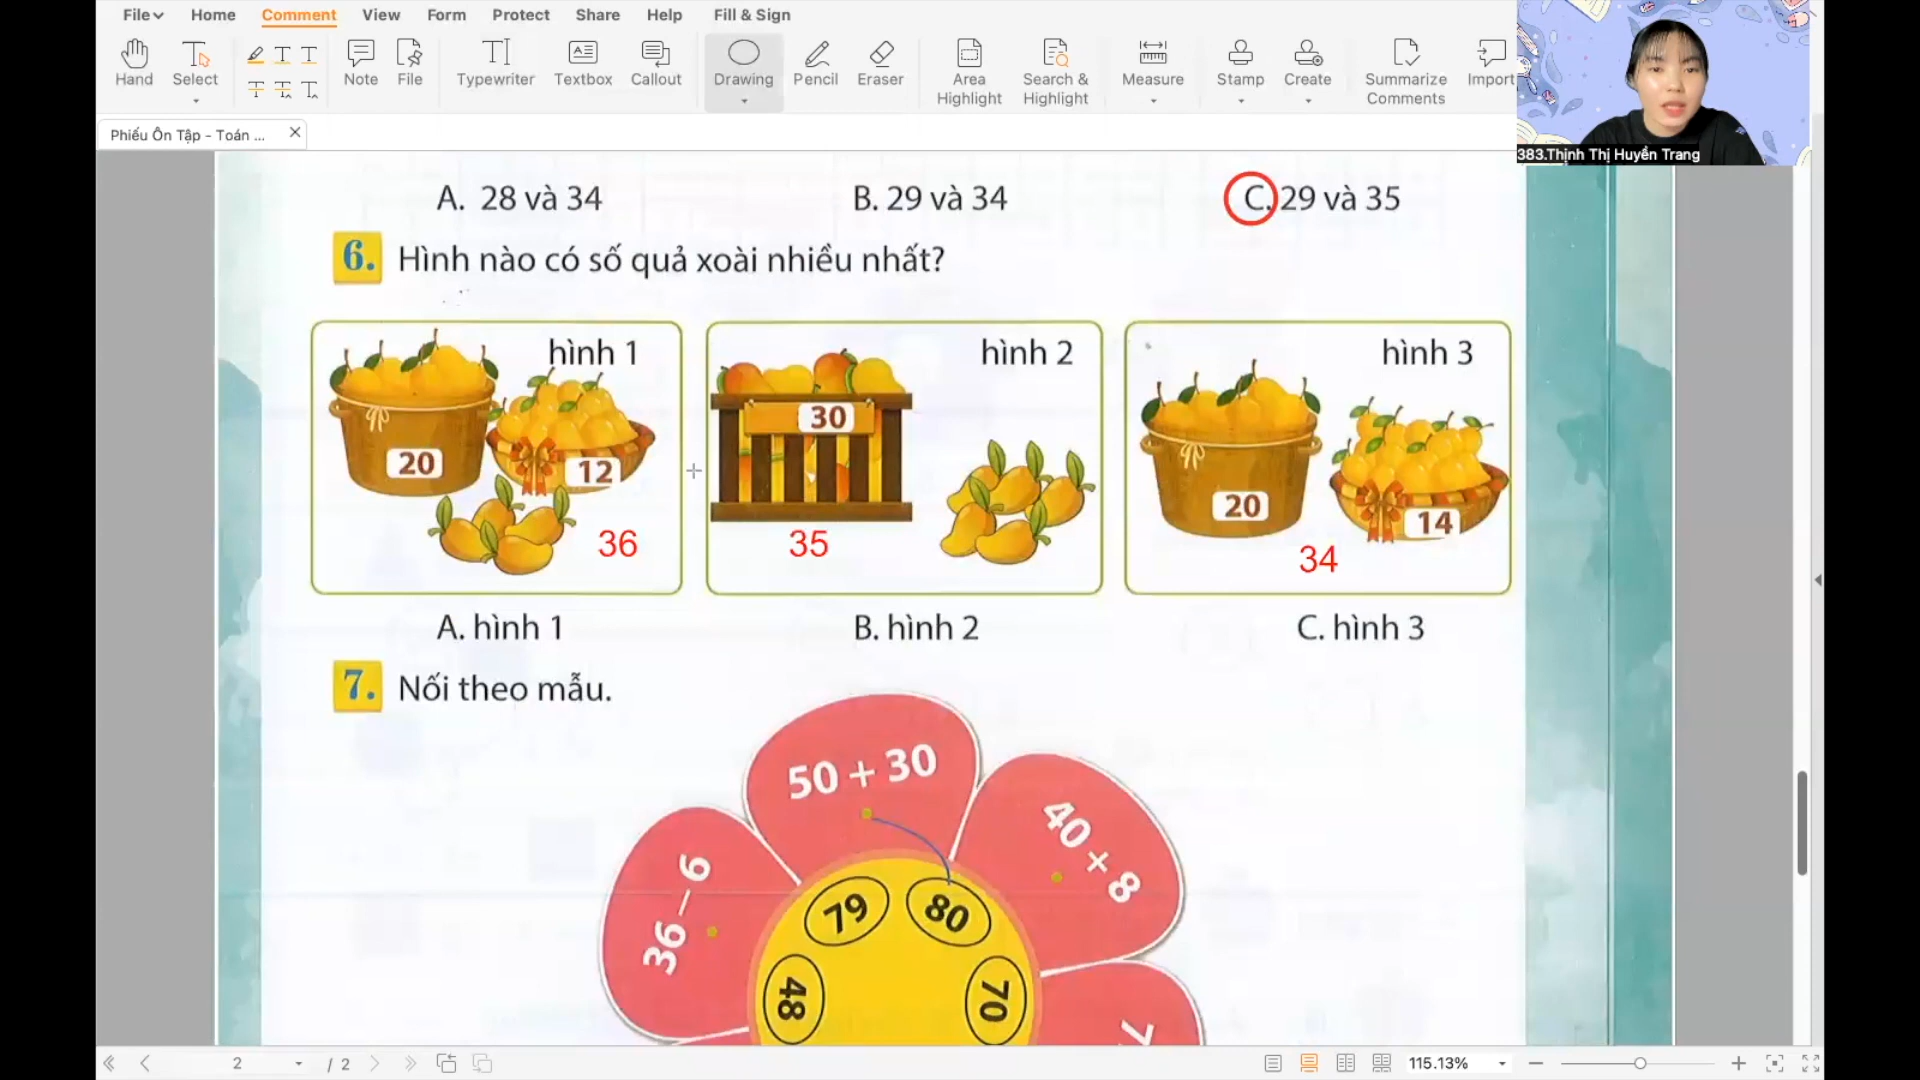 File Home Comment View Form Protect Share Help Fill & Sign
Hand Select Note File Typewriter Textbox Callout Drawing Pencil Eraser Area Highlight Search & Highlight Measure Stamp Create Summarize Comments Import
383.Thịnh Thị Huyền Trang
Phiếu Ôn Tập - Toán ...
A. 28 và 34 B. 29 và 34 C. 29 và 35
6. Hình nào có số quả xoài nhiều nhất?
hình 1 hình 2 hình 3
20 12 30 20 14
36 35 34
A. hình 1 B. hình 2 C. hình 3
7. Nối theo mẫu.
50 + 30
40 + 8
36 – 6
79 80
48 70
7
2 / 2 115.13%